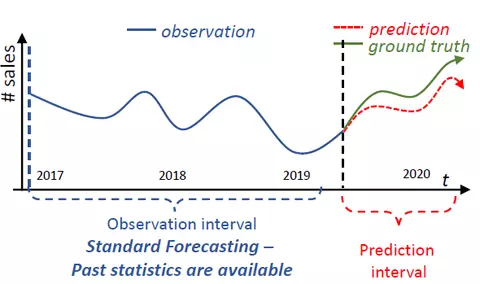 observation
prediction
ground truth
# sales
2017
2018
2019
2020
t
Observation interval
Standard Forecasting –
Past statistics are available
Prediction
interval